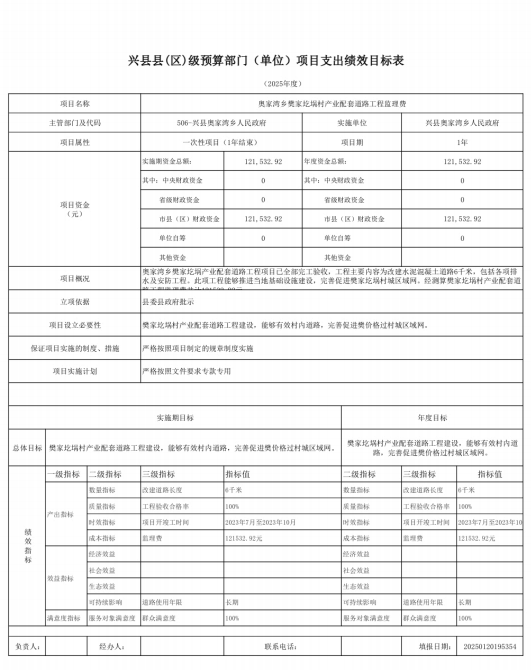 兴县县(区)级预算部门（单位）项目支出绩效目标表
（2025年度）
项目名称 奥家湾乡樊家圪埚村产业配套道路工程监理费
主管部门及代码 506-兴县奥家湾乡人民政府 实施单位 兴县奥家湾乡人民政府
项目属性 一次性项目（1年结束） 项目期 1年
项目资金（元）
实施期资金总额: 121,532.92 年度资金总额: 121,532.92
其中：中央财政资金 0 其中：中央财政资金 0
省级财政资金 0 省级财政资金 0
市县（区）财政资金 121,532.92 市县（区）财政资金 121,532.92
单位自筹 0 单位自筹 0
其他资金 其他资金
项目概况
奥家湾乡樊家圪埚村产业配套道路工程项目已全部完工验收，工程主要内容为改建水泥混凝土道路6千米，包括各项排
水及安防工程。此项工程能够推进当地基础设施建设，完善促进樊家圪埚村城区域网。经测算樊家圪埚村产业配套道
立项依据 县委县政府批示
项目设立必要性 樊家圪埚村产业配套道路工程建设，能够有效村内道路，完善促进樊价格过村城区域网。
保证项目实施的制度、措施 严格按照项目制定的规章制度实施
项目实施计划 严格按照文件要求专款专用
实施期目标 年度目标
总体目标 樊家圪埚村产业配套道路工程建设，能够有效村内道路，完善促进樊价格过村城区域网。 樊家圪埚村产业配套道路工程建设，能够有效村内道
路，完善促进樊价格过村城区域网。
绩效指标
一级指标 二级指标 三级指标 指标值 二级指标 三级指标 指标值
产出指标
数量指标 改建道路长度 6千米 数量指标 改建道路长度 6千米
质量指标 工程验收合格率 100% 质量指标 工程验收合格率 100%
时效指标 项目开竣工时间 2023年7月至2023年10月 时效指标 项目开竣工时间 2023年7月至2023年10
成本指标 监理费 121532.92元 成本指标 监理费 121532.92元
效益指标
经济效益 经济效益
社会效益 社会效益
生态效益 生态效益
可持续影响 道路使用年限 长期 可持续影响 道路使用年限 长期
满意度指标 服务对象满意度 群众满意度 100% 服务对象满意度 群众满意度 100%
负责人： 经办人： 联系电话： 填报日期： 20250120195354